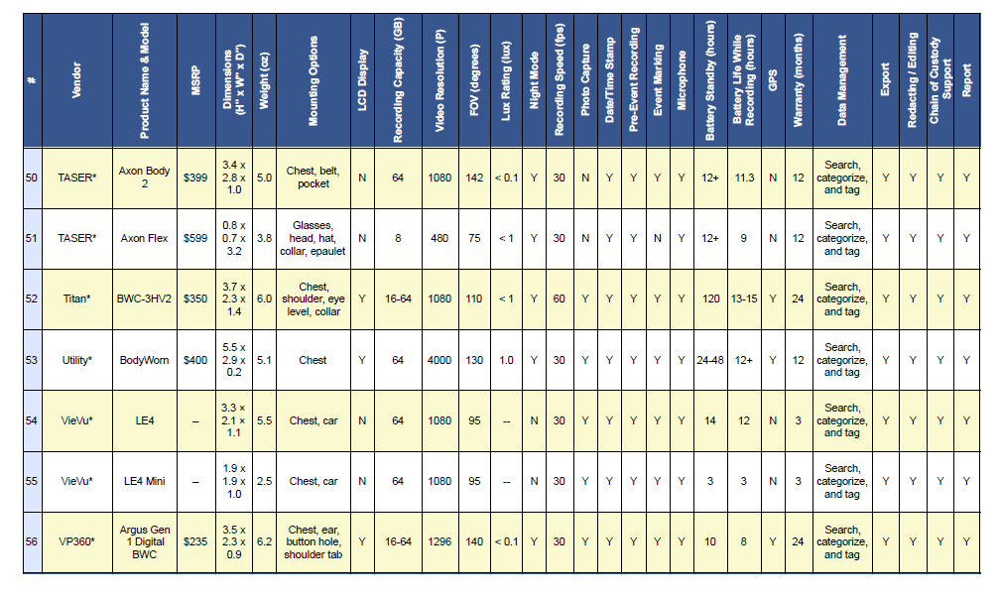 # Vendor Product Name & Model MSRP Dimensions (H" x W" x D") Weight (oz) Mounting Options LCD Display Recording Capacity (GB) Video Resolution (P) FOV (degrees) Lux Rating (lux) Night Mode Recording Speed (fps) Photo Capture Date/Time Stamp Pre-Event Recording Event Marking Microphone Battery Standby (hours) Battery Life While Recording (hours) GPS Warranty (months) Data Management Export Redacting / Editing Chain of Custody Support Report
50 TASER* Axon Body 2 $399 3.4 x 2.8 x 1.0 5.0 Chest, belt, pocket N 64 1080 142 < 0.1 Y 30 N Y Y Y Y 12+ 11.3 N 12 Search, categorize, and tag Y Y Y Y
51 TASER* Axon Flex $599 0.8 x 0.7 x 3.2 3.8 Glasses, head, hat, collar, epaulet N 8 480 75 < 1 Y 30 N Y Y N Y 12+ 9 N 12 Search, categorize, and tag Y Y Y Y
52 Titan* BWC-3HV2 $350 3.7 x 2.3 x 1.4 6.0 Chest, shoulder, eye level, collar Y 16-64 1080 110 < 1 Y 60 Y Y Y Y Y 120 13-15 Y 24 Search, categorize, and tag Y Y Y Y
53 Utility* BodyWorn $400 5.5 x 2.9 x 0.2 5.1 Chest Y 64 4000 130 1.0 Y 30 Y Y Y Y Y 24-48 12+ Y 12 Search, categorize, and tag Y Y Y Y
54 VieVu* LE4 – 3.3 × 2.1 × 1.1 5.5 Chest, car N 64 1080 95 -- N 30 Y Y Y Y Y 14 12 N 3 Search, categorize, and tag Y Y Y Y
55 VieVu* LE4 Mini – 1.9 x 1.9 x 1.0 2.5 Chest, car N 64 1080 95 -- N 30 Y Y Y Y Y 3 3 N 3 Search, categorize, and tag Y Y Y Y
56 VP360* Argus Gen 1 Digital BWC $235 3.5 x 2.3 x 0.9 6.2 Chest, ear, button hole, shoulder tab Y 16-64 1296 140 < 0.1 Y 30 Y Y Y Y Y 10 8 Y 24 Search, categorize, and tag Y Y Y Y